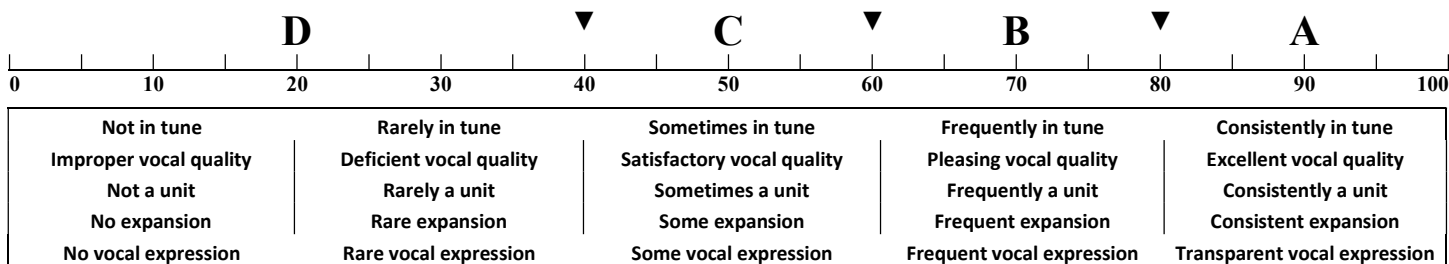 D C B A
0 10 20 30 40 50 60 70 80 90 100
Not in tune Rarely in tune Sometimes in tune Frequently in tune Consistently in tune
Improper vocal quality Deficient vocal quality Satisfactory vocal quality Pleasing vocal quality Excellent vocal quality
Not a unit Rarely a unit Sometimes a unit Frequently a unit Consistently a unit
No expansion Rare expansion Some expansion Frequent expansion Consistent expansion
No vocal expression Rare vocal expression Some vocal expression Frequent vocal expression Transparent vocal expression